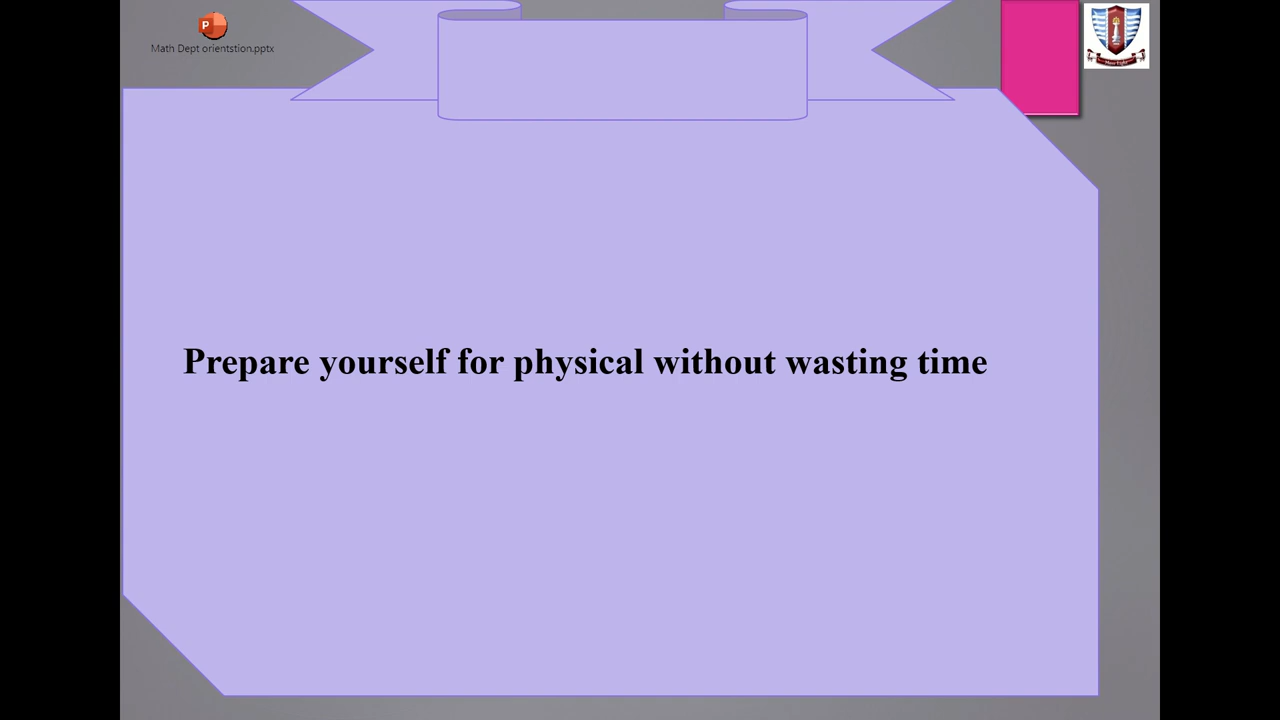 Math Dept orientstion.pptx
Prepare yourself for physical without wasting time